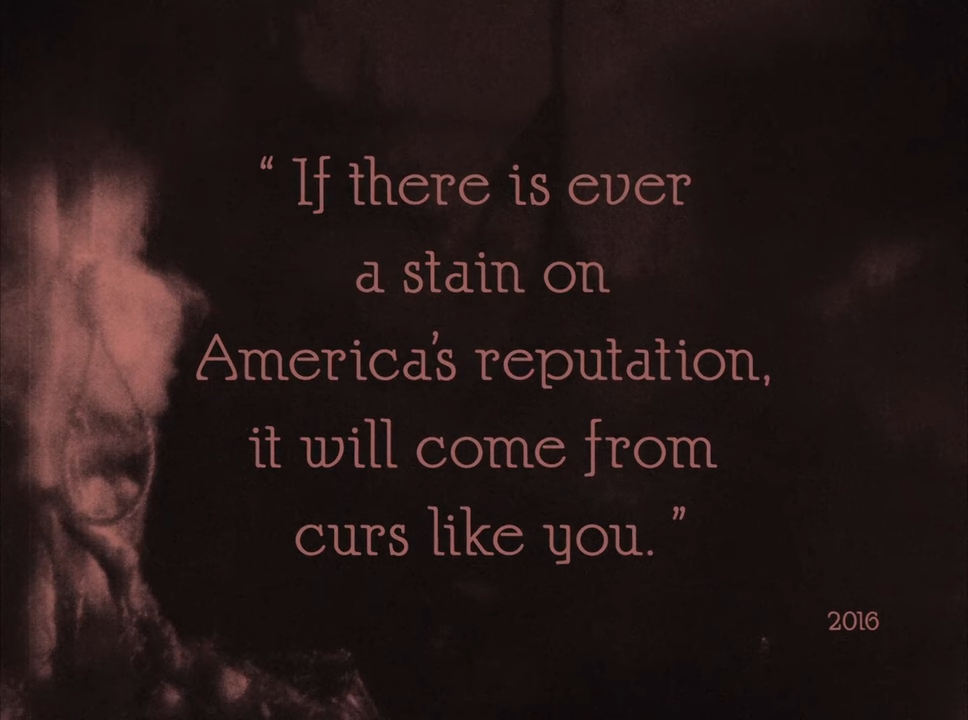 “ If there is ever
a stain on
America's reputation,
it will come from
curs like you. ”
2016